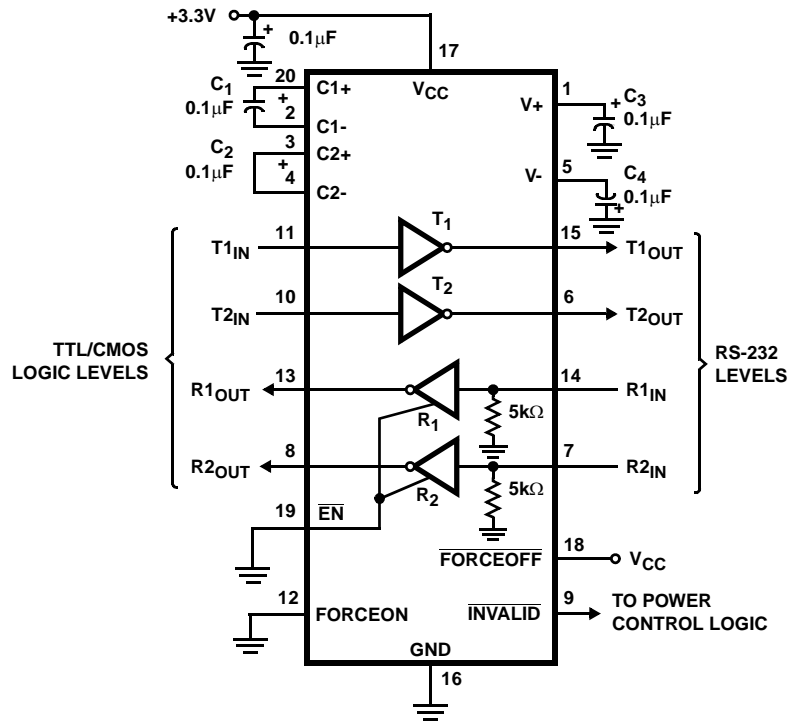 +3.3V
0.1μF
17
C1
0.1μF
20
+
2
C1+
C1-
VCC
1
V+
+
C3
0.1μF
C2
0.1μF
3
+
4
C2+
C2-
5
V-
C4
0.1μF
+
T1IN
11
T1
15
T1OUT
T2IN
10
T2
6
T2OUT
TTL/CMOS
LOGIC LEVELS
RS-232
LEVELS
R1OUT
13
R1
5kΩ
14
R1IN
R2OUT
8
R2
5kΩ
7
R2IN
19
EN
FORCEOFF
18
VCC
12
FORCEON
INVALID
9
TO POWER
CONTROL LOGIC
GND
16
+